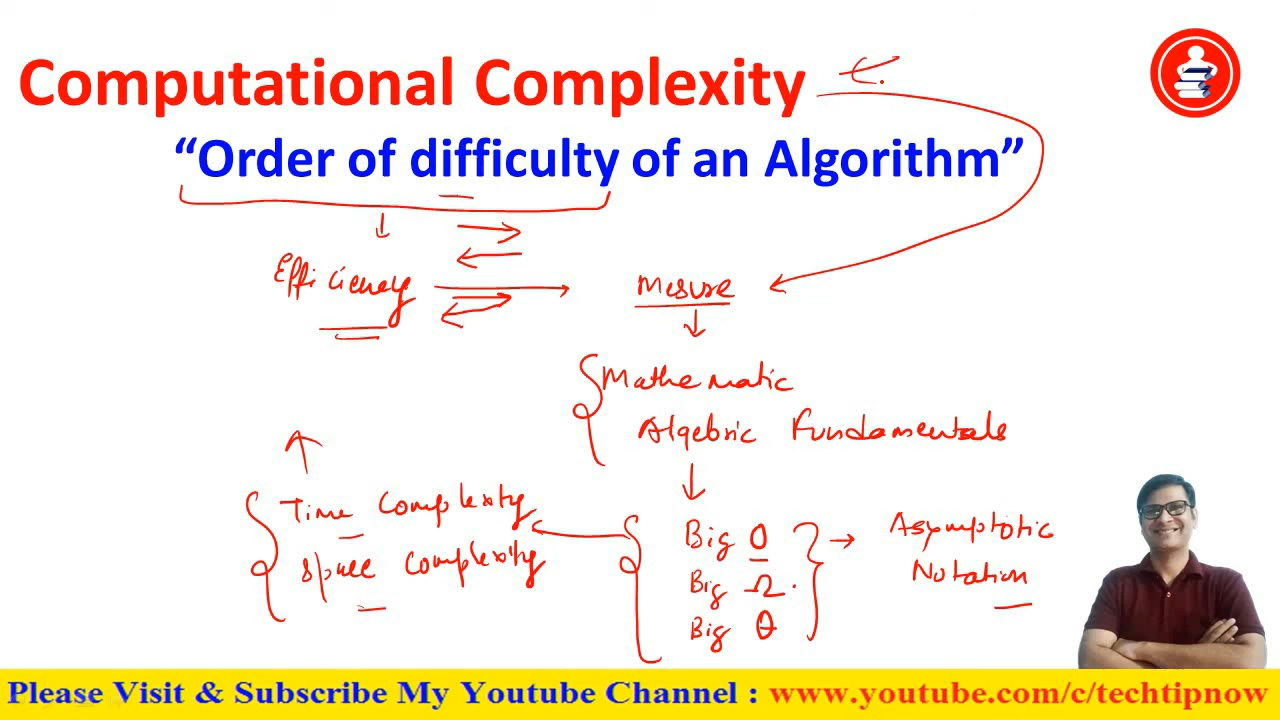 Computational Complexity
“Order of difficulty of an Algorithm”
Efficiency
Mesure
Mathematic
Algebric Fundamentals
Time Complexity
Space Complexity
Big O
Big Ω
Big θ
Asymptotic
Notation
Please Visit & Subscribe My Youtube Channel : www.youtube.com/c/techtipnow